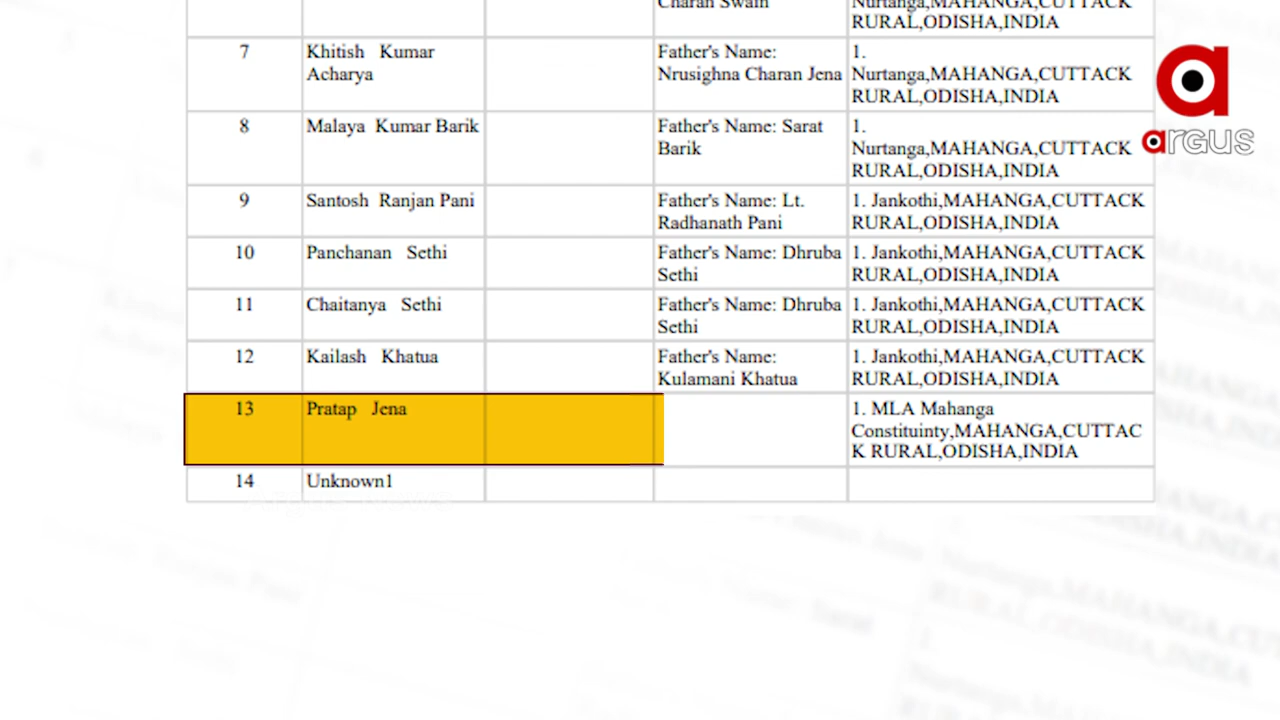 Charan Swain
Nurtanga,MAHANGA,CUTTACK
RURAL,ODISHA,INDIA
7
Khitish Kumar
Acharya
Father's Name:
Nrusighna Charan Jena
1.
Nurtanga,MAHANGA,CUTTACK
RURAL,ODISHA,INDIA
8
Malaya Kumar Barik
Father's Name: Sarat
Barik
1.
Nurtanga,MAHANGA,CUTTACK
RURAL,ODISHA,INDIA
9
Santosh Ranjan Pani
Father's Name: Lt.
Radhanath Pani
1. Jankothi,MAHANGA,CUTTACK
RURAL,ODISHA,INDIA
10
Panchanan Sethi
Father's Name: Dhruba
Sethi
1. Jankothi,MAHANGA,CUTTACK
RURAL,ODISHA,INDIA
11
Chaitanya Sethi
Father's Name: Dhruba
Sethi
1. Jankothi,MAHANGA,CUTTACK
RURAL,ODISHA,INDIA
12
Kailash Khatua
Father's Name:
Kulamani Khatua
1. Jankothi,MAHANGA,CUTTACK
RURAL,ODISHA,INDIA
13
Pratap Jena
1. MLA Mahanga
Constituinty,MAHANGA,CUTTAC
K RURAL,ODISHA,INDIA
14
Unknown1
a
argus